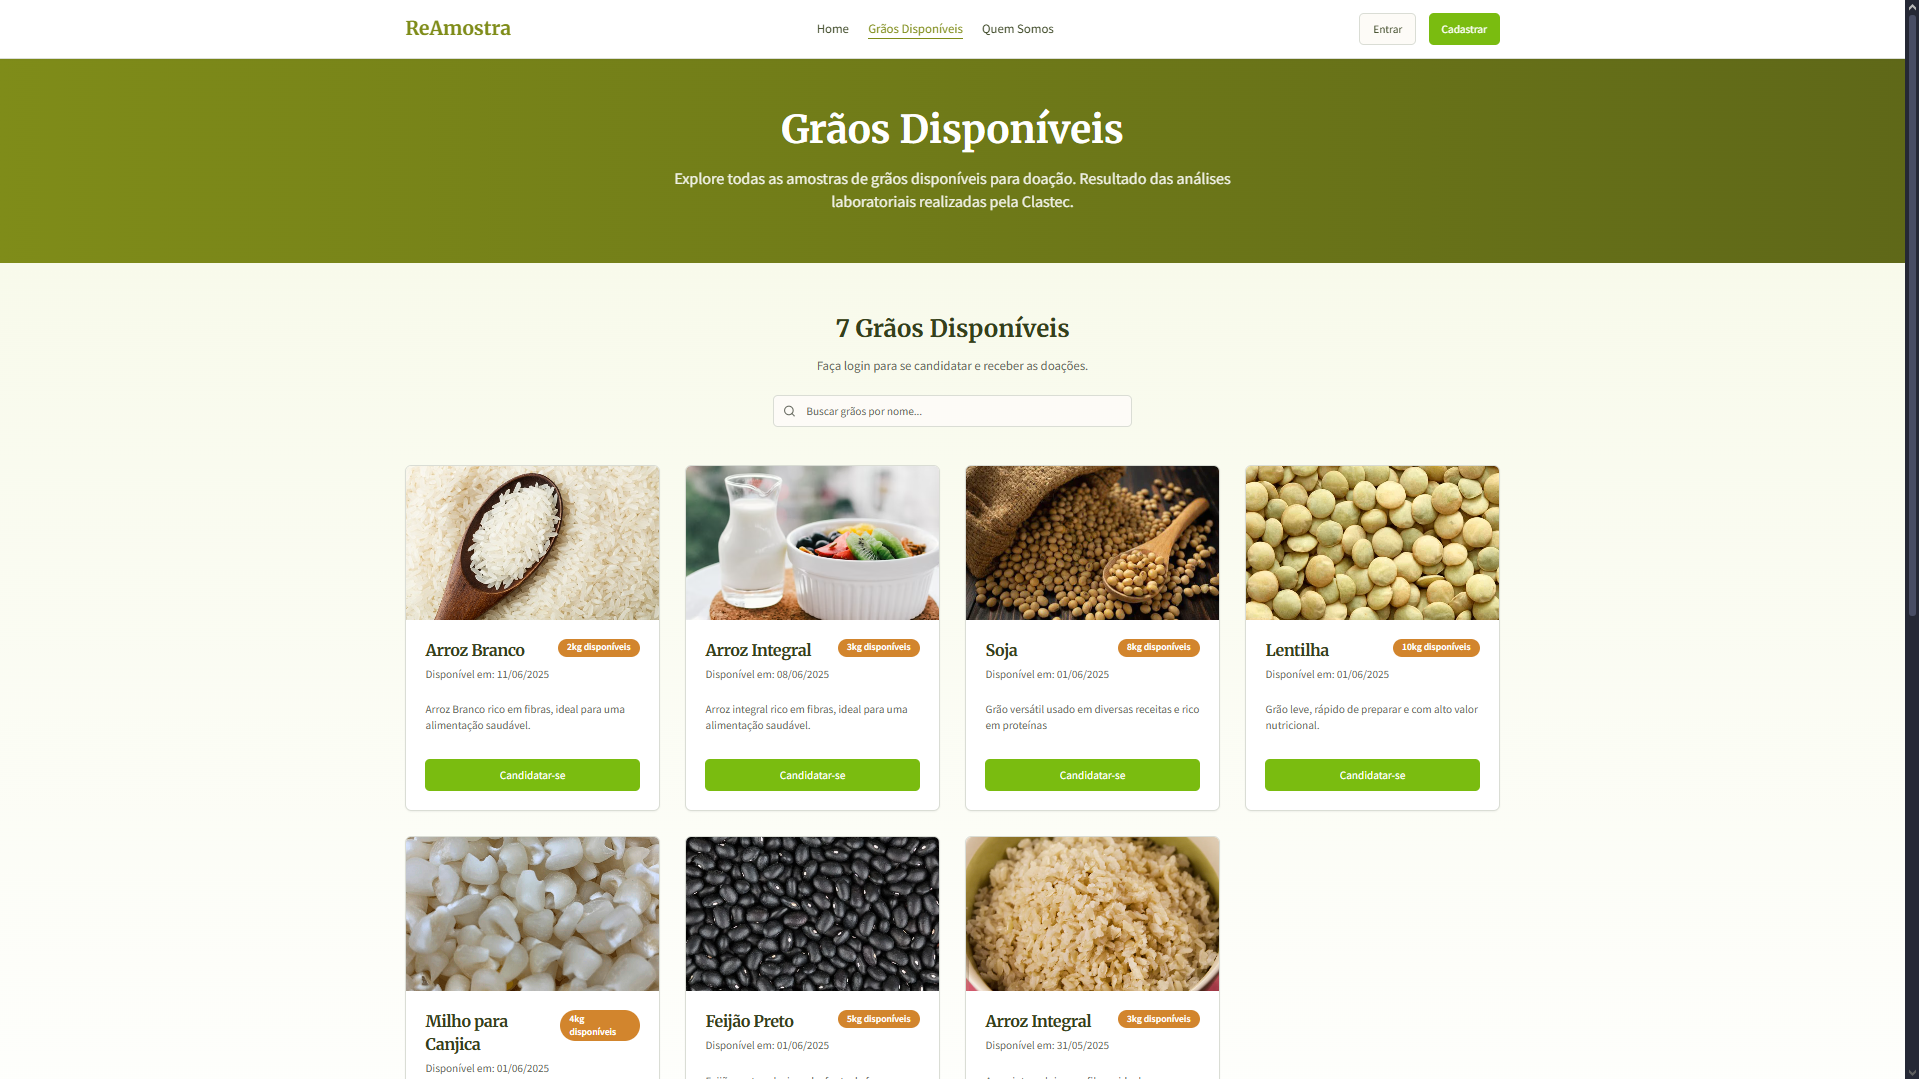 ReAmostra
Home
Grãos Disponíveis
Quem Somos
Entrar
Cadastrar
Grãos Disponíveis
Explore todas as amostras de grãos disponíveis para doação. Resultado das análises
laboratoriais realizadas pela Clastec.
7 Grãos Disponíveis
Faça login para se candidatar e receber as doações.
Buscar grãos por nome...
Arroz Branco
2kg disponíveis
Disponível em: 11/06/2025
Arroz Branco rico em fibras, ideal para uma
alimentação saudável.
Candidatar-se
Arroz Integral
3kg disponíveis
Disponível em: 08/06/2025
Arroz integral rico em fibras, ideal para uma
alimentação saudável.
Candidatar-se
Soja
8kg disponíveis
Disponível em: 01/06/2025
Grão versátil usado em diversas receitas e rico
em proteínas
Candidatar-se
Lentilha
10kg disponíveis
Disponível em: 01/06/2025
Grão leve, rápido de preparar e com alto valor
nutricional.
Candidatar-se
Milho para
Canjica
4kg
disponíveis
Disponível em: 01/06/2025
Feijão Preto
5kg disponíveis
Disponível em: 01/06/2025
Arroz Integral
3kg disponíveis
Disponível em: 31/05/2025